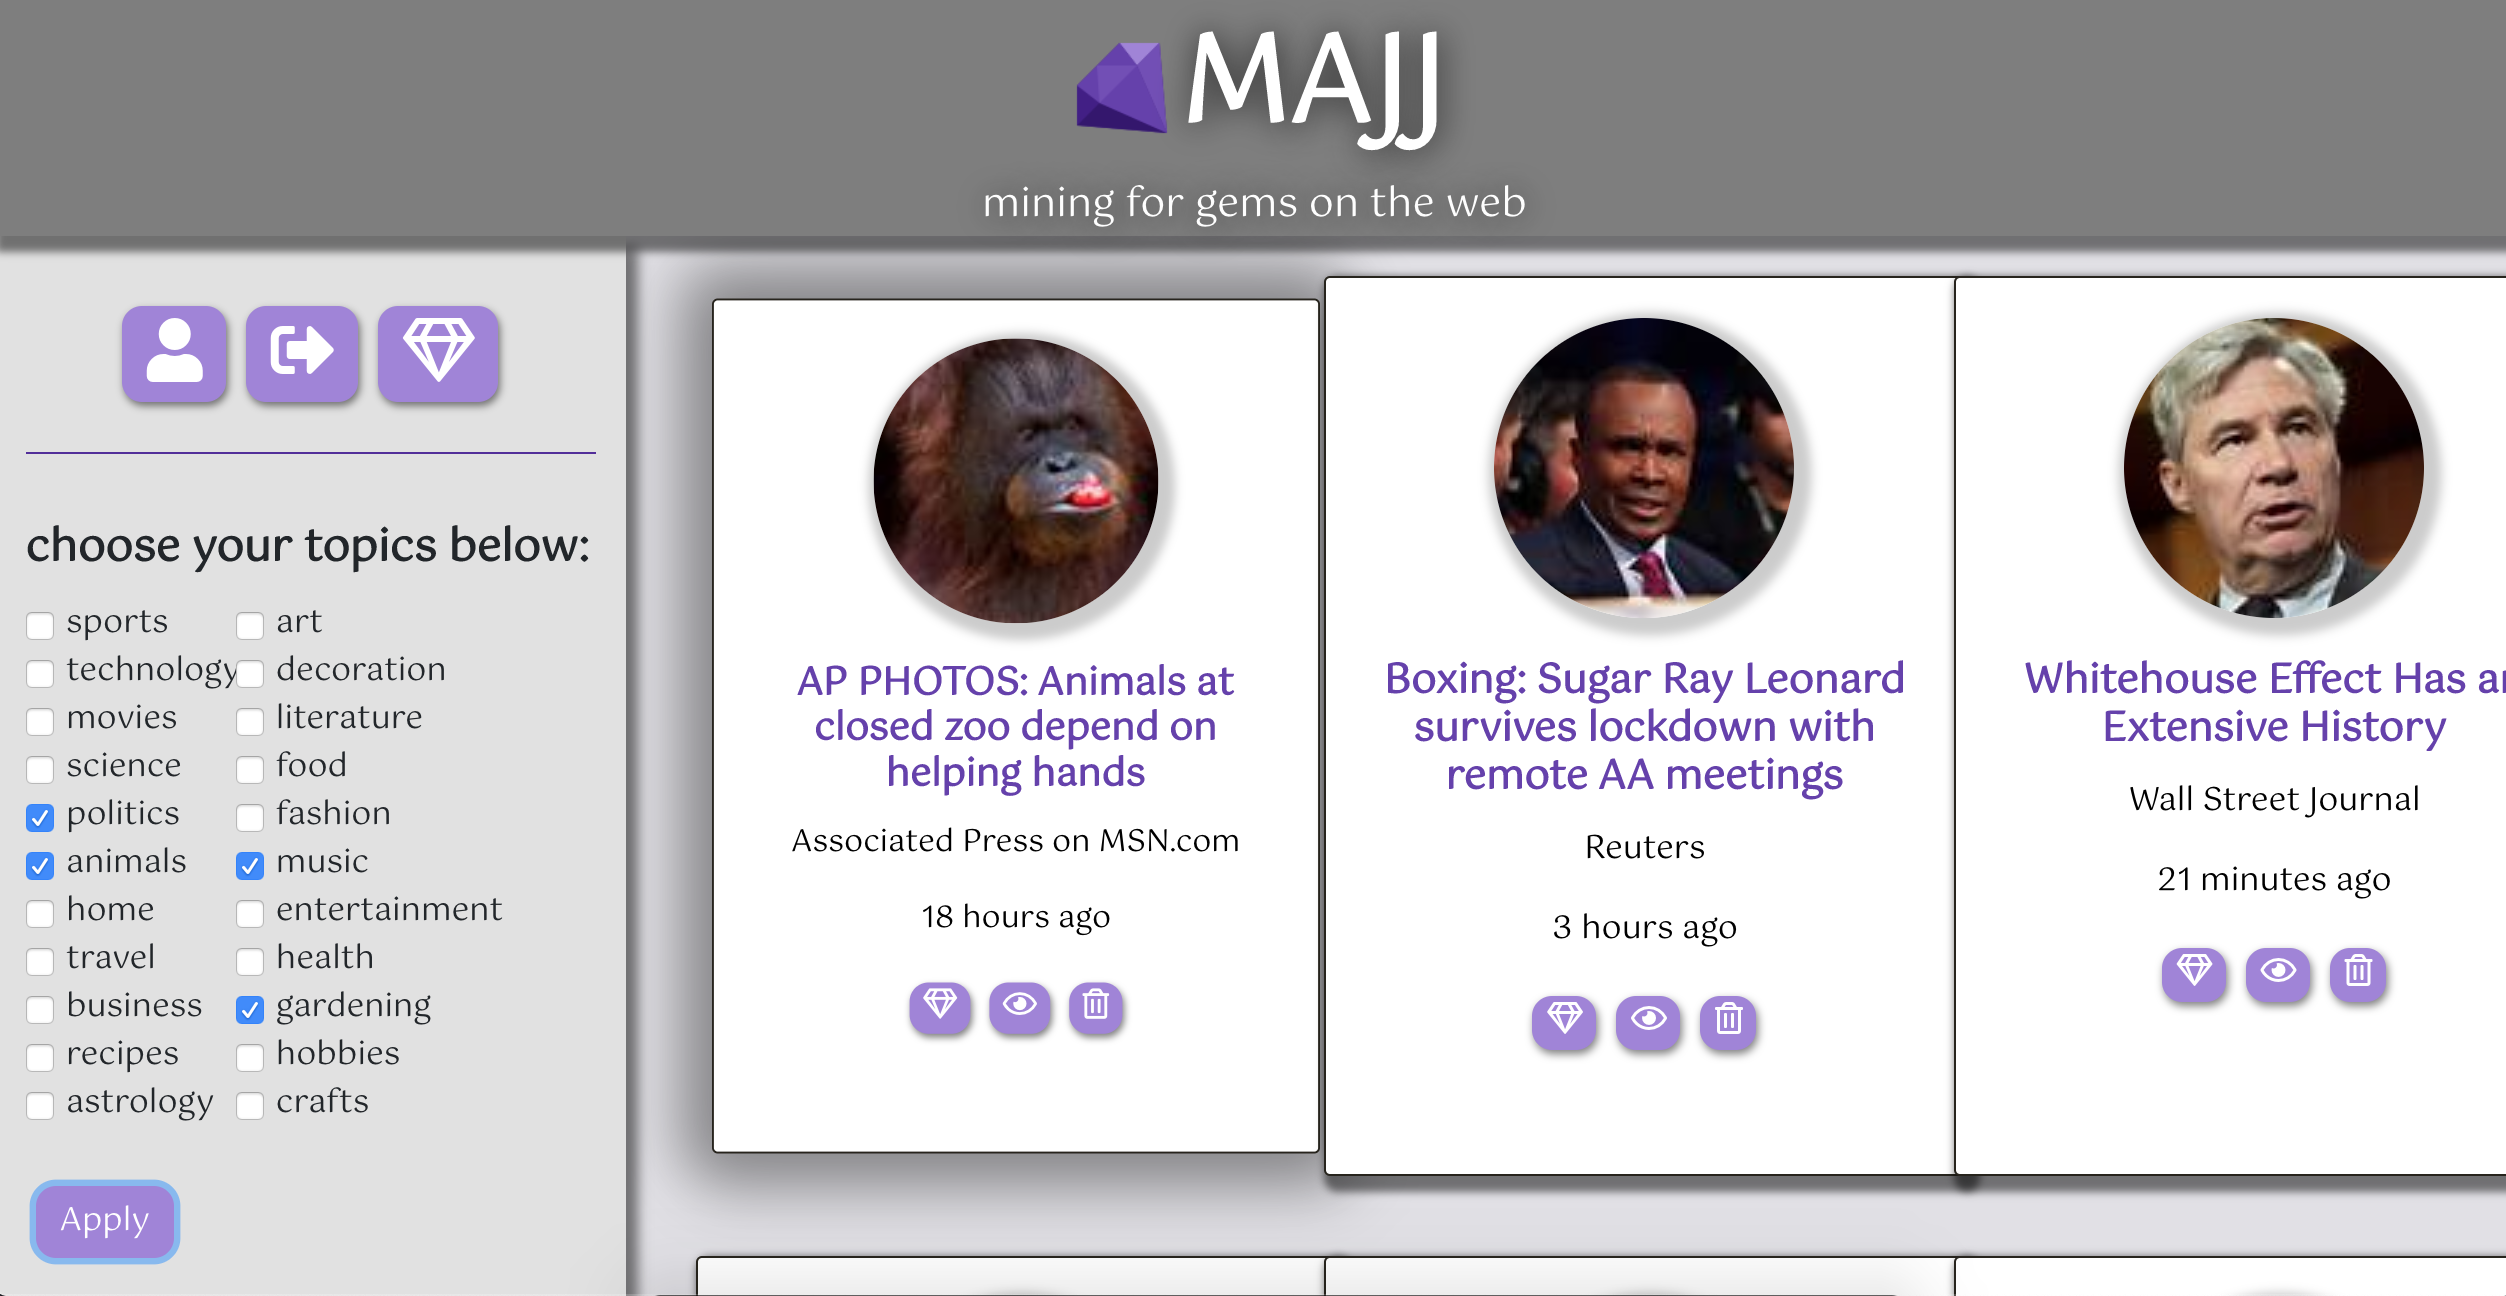 MAJJ
mining for gems on the web
choose your topics below:
sports
technology
movies
science
politics
animals
home
travel
business
recipes
astrology
art
decoration
literature
food
fashion
music
entertainment
health
gardening
hobbies
crafts
Apply
AP PHOTOS: Animals at
closed zoo depend on
helping hands
Associated Press on MSN.com
18 hours ago
Boxing: Sugar Ray Leonard
survives lockdown with
remote AA meetings
Reuters
3 hours ago
Whitehouse Effect Has
Extensive History
Wall Street Journal
21 minutes ago